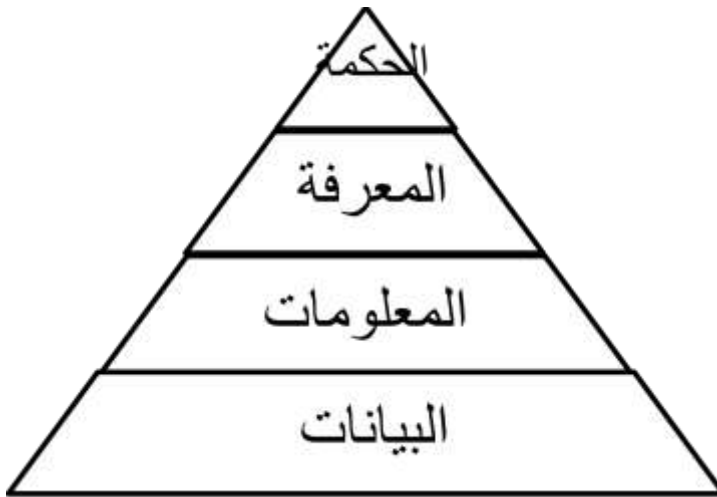 الحكمة
المعرفة
المعلومات
البيانات